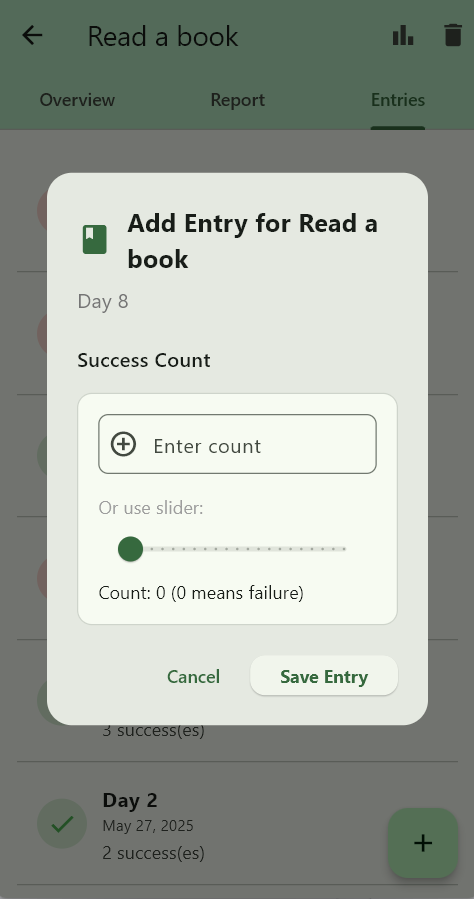 Read a book
Overview
Report
Entries
Add Entry for Read a
book
Day 8
Success Count
Enter count
Or use slider:
Count: 0 (0 means failure)
Cancel
Save Entry
3 success(es)
Day 2
May 27, 2025
2 success(es)